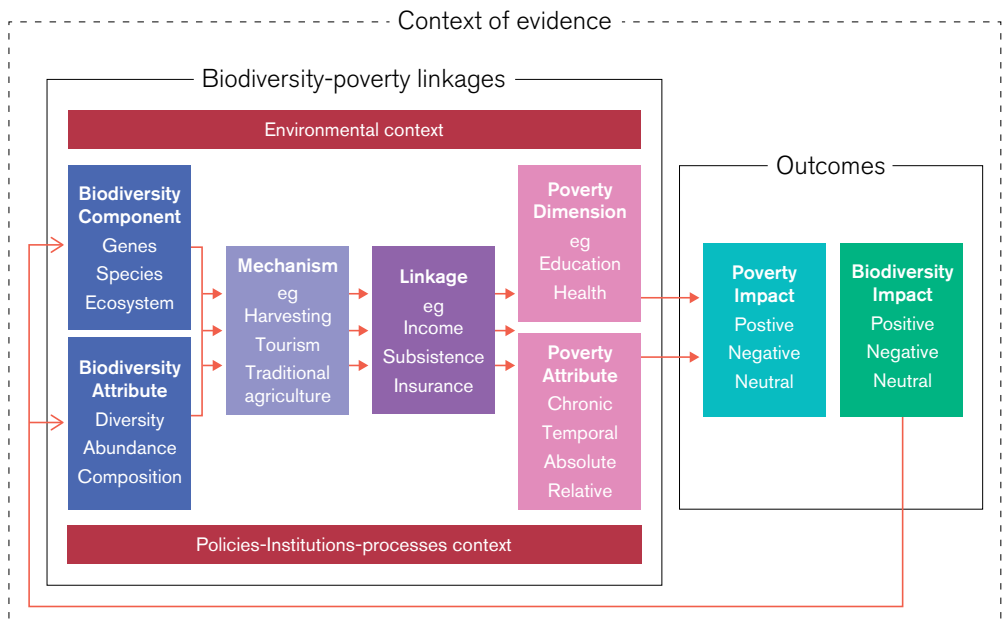 Context of evidence
Biodiversity-poverty linkages
Environmental context
Biodiversity
Component
Genes
Species
Ecosystem
Biodiversity
Attribute
Diversity
Abundance
Composition
Mechanism
eg
Harvesting
Tourism
Traditional
agriculture
Linkage
eg
Income
Subsistence
Insurance
Poverty
Dimension
eg
Education
Health
Poverty
Attribute
Chronic
Temporal
Absolute
Relative
Policies-Institutions-processes context
Outcomes
Poverty
Impact
Postive
Negative
Neutral
Biodiversity
Impact
Positive
Negative
Neutral